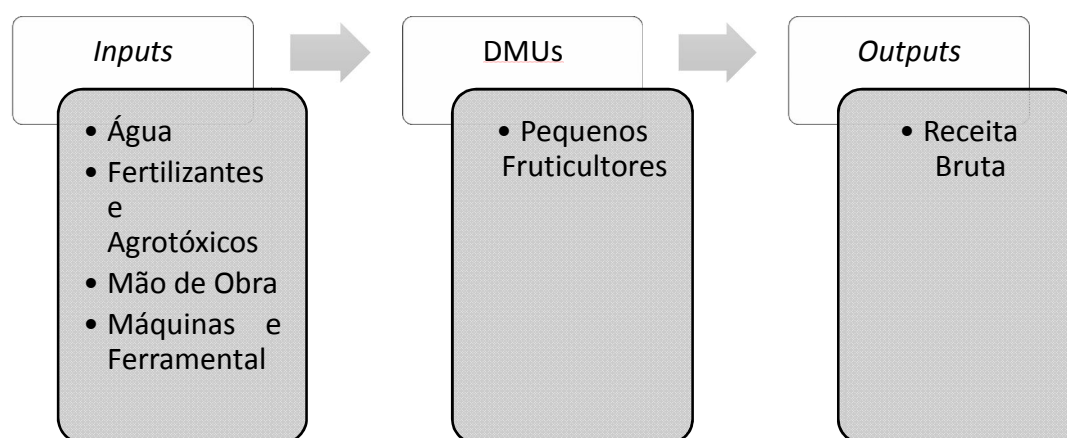 Inputs
• Água
• Fertilizantes
e
Agrotóxicos
• Mão de Obra
• Máquinas e
Ferramental
DMUs
• Pequenos
Fruticultores
Outputs
• Receita
Bruta